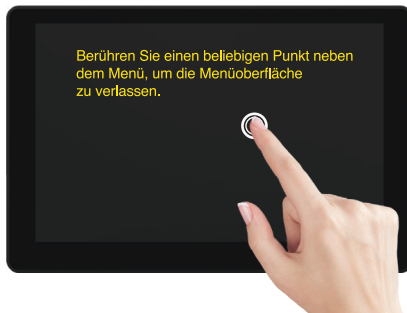 Berühren Sie einen beliebigen Punkt neben
dem Menü, um die Menüoberfläche
zu verlassen.